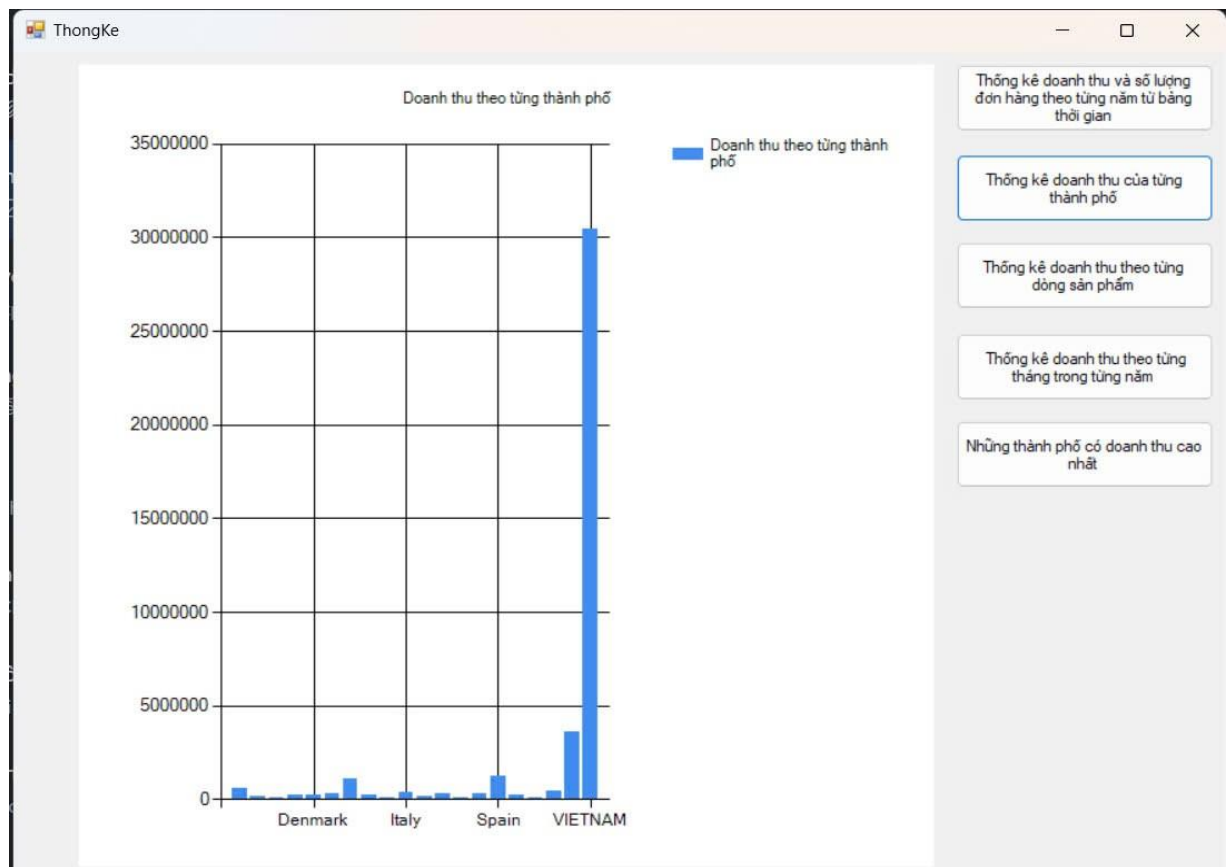 ThongKe
Doanh thu theo từng thành phố
35000000
30000000
25000000
20000000
15000000
10000000
5000000
0
Denmark
Italy
Spain
VIETNAM
Doanh thu theo từng thành
phố
Thống kê doanh thu và số lượng
đơn hàng theo từng năm từ bảng
thời gian
Thống kê doanh thu của từng
thành phố
Thống kê doanh thu theo từng
dòng sản phẩm
Thống kê doanh thu theo từng
tháng trong từng năm
Những thành phố có doanh thu cao
nhất